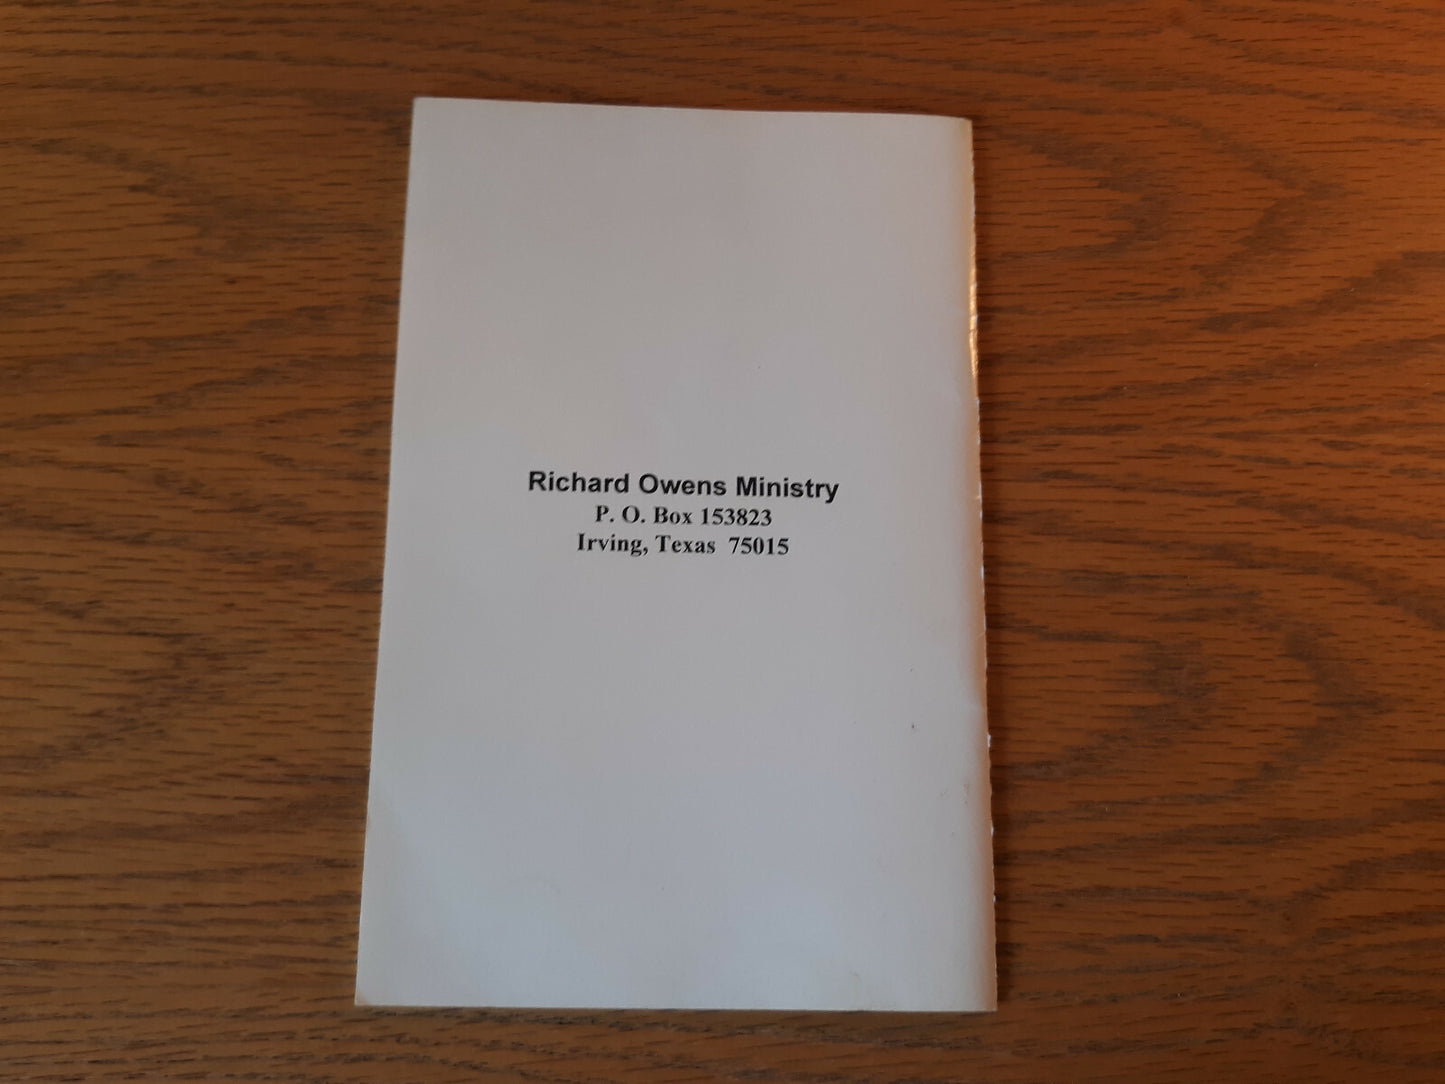 Richard Owens Ministry
P. O. Box 153823
Irving, Texas  75015